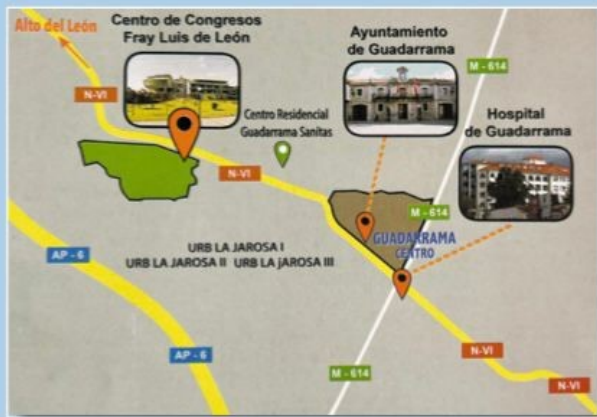 Alto del León
Centro de Congresos
Fray Luis de León
Ayuntamiento
de Guadarrama
M - 614
N-VI
Hospital
de Guadarrama
Centro Residencial
Guadarrama Sanitas
N-VI
M - 614
URB LA JAROSA I
URB LA JAROSA II URB LA jAROSA III
GUADARRAMA
CENTRO
AP - 6
AP - 6
N-VI
M - 614
N-VI